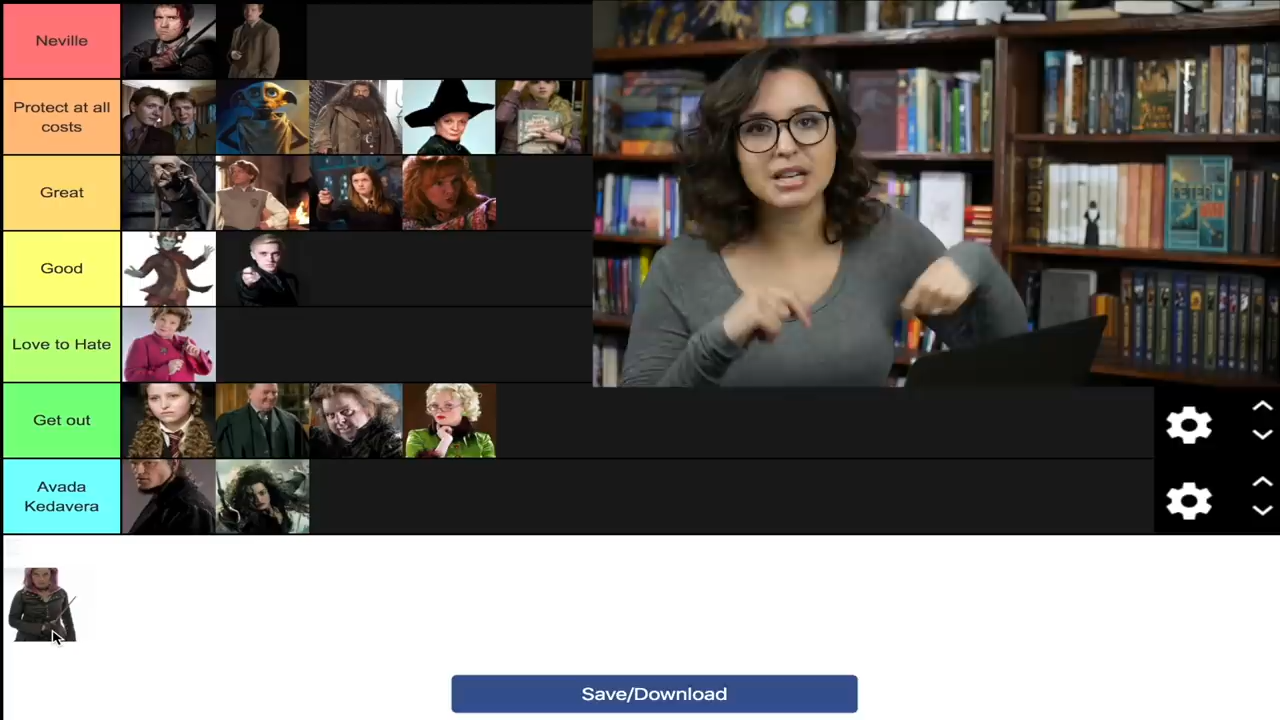 Neville
Protect at all
costs
Great
Good
Love to Hate
Get out
Avada
Kedavera
Save/Download